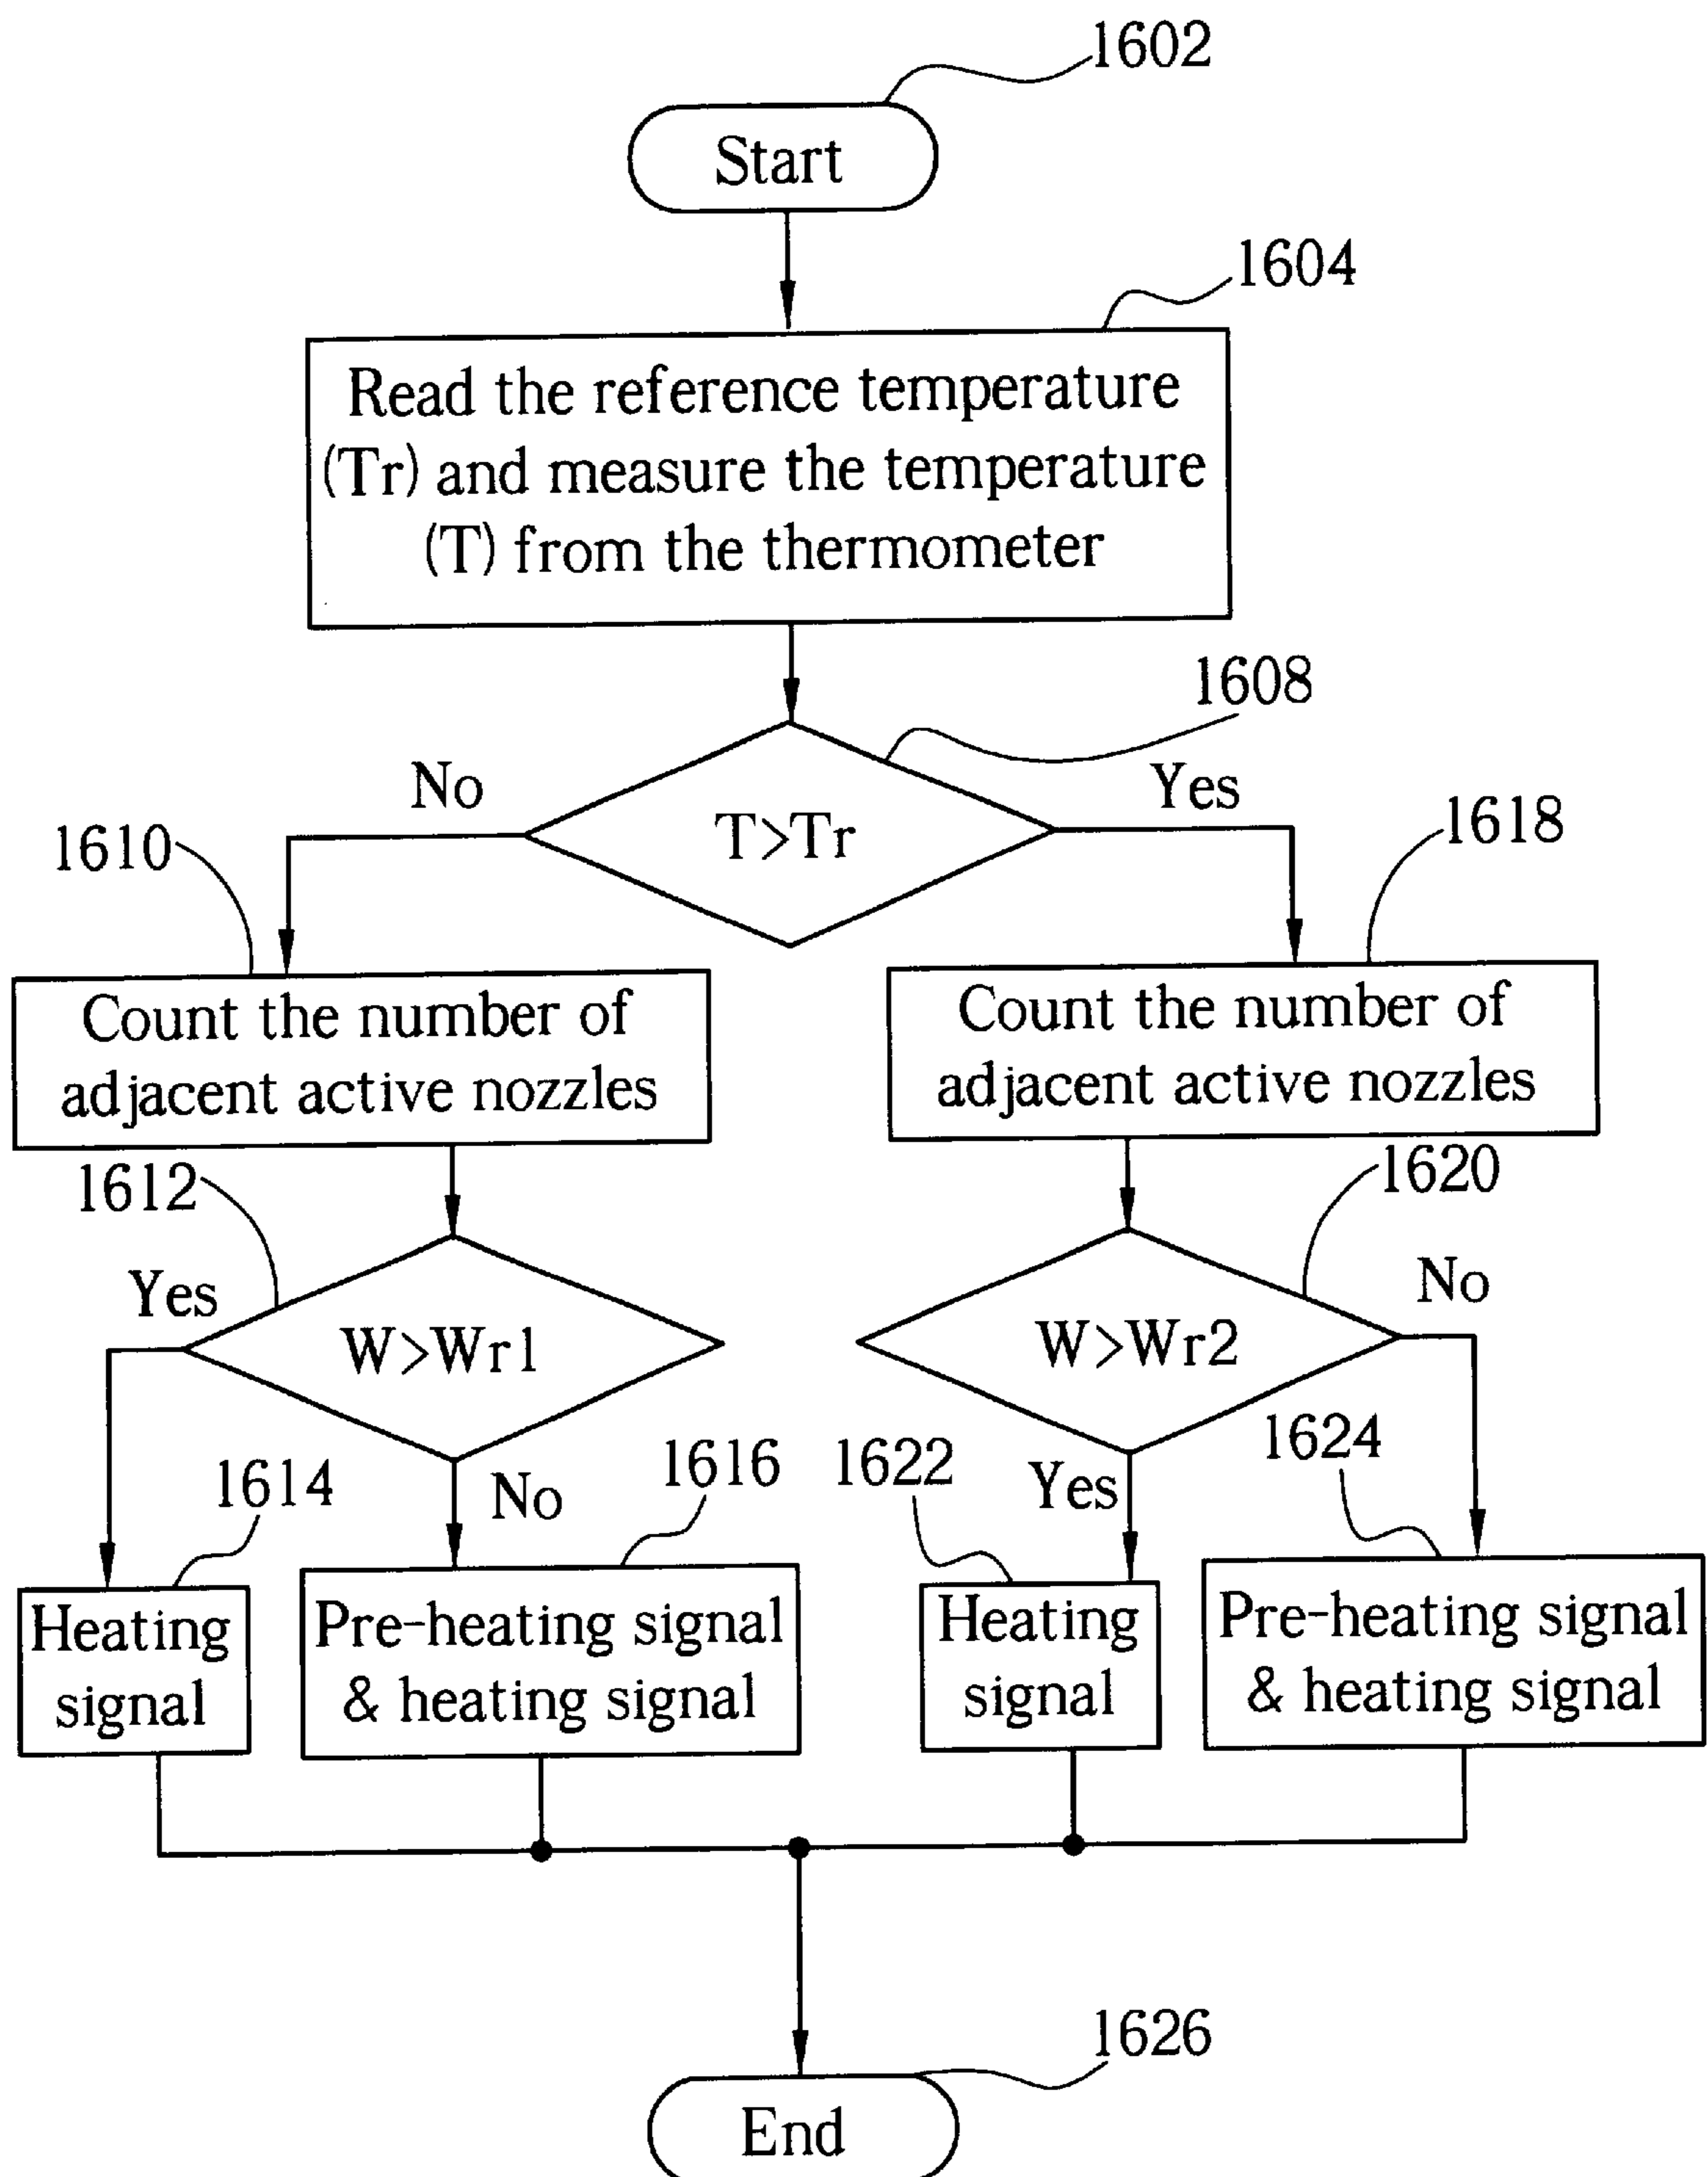 1602
Start
1604
Read the reference temperature
(Tr) and measure the temperature
(T) from the thermometer
1608
No
Yes
T>Tr
1610
1618
Count the number of
adjacent active nozzles
Count the number of
adjacent active nozzles
1612
1620
Yes
No
W>Wr1
W>Wr2
1614
No
1616
1622
Yes
1624
Heating
signal
Pre-heating signal
& heating signal
Heating
signal
Pre-heating signal
& heating signal
1626
End